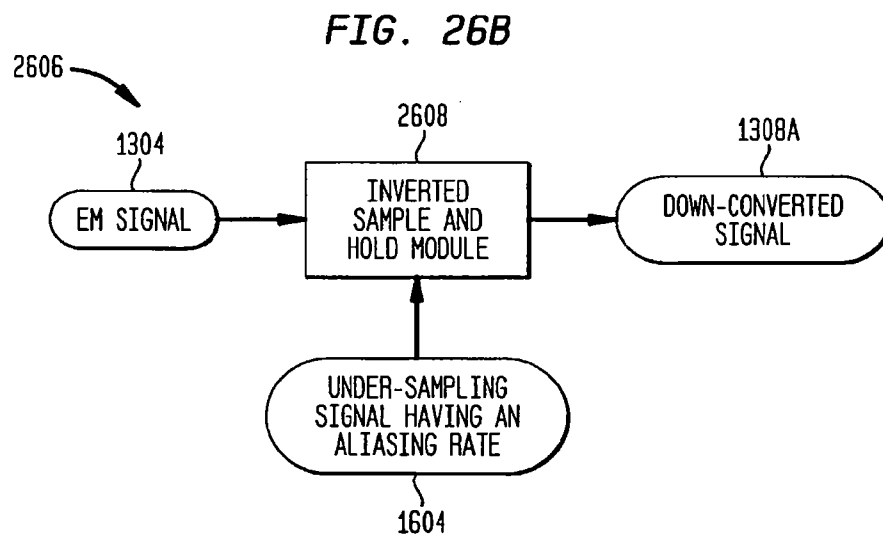 FIG. 26B
2606
1304
2608
1308A
EM SIGNAL
INVERTED
SAMPLE AND
HOLD MODULE
DOWN-CONVERTED
SIGNAL
UNDER-SAMPLING
SIGNAL HAVING AN
ALIASING RATE
1604